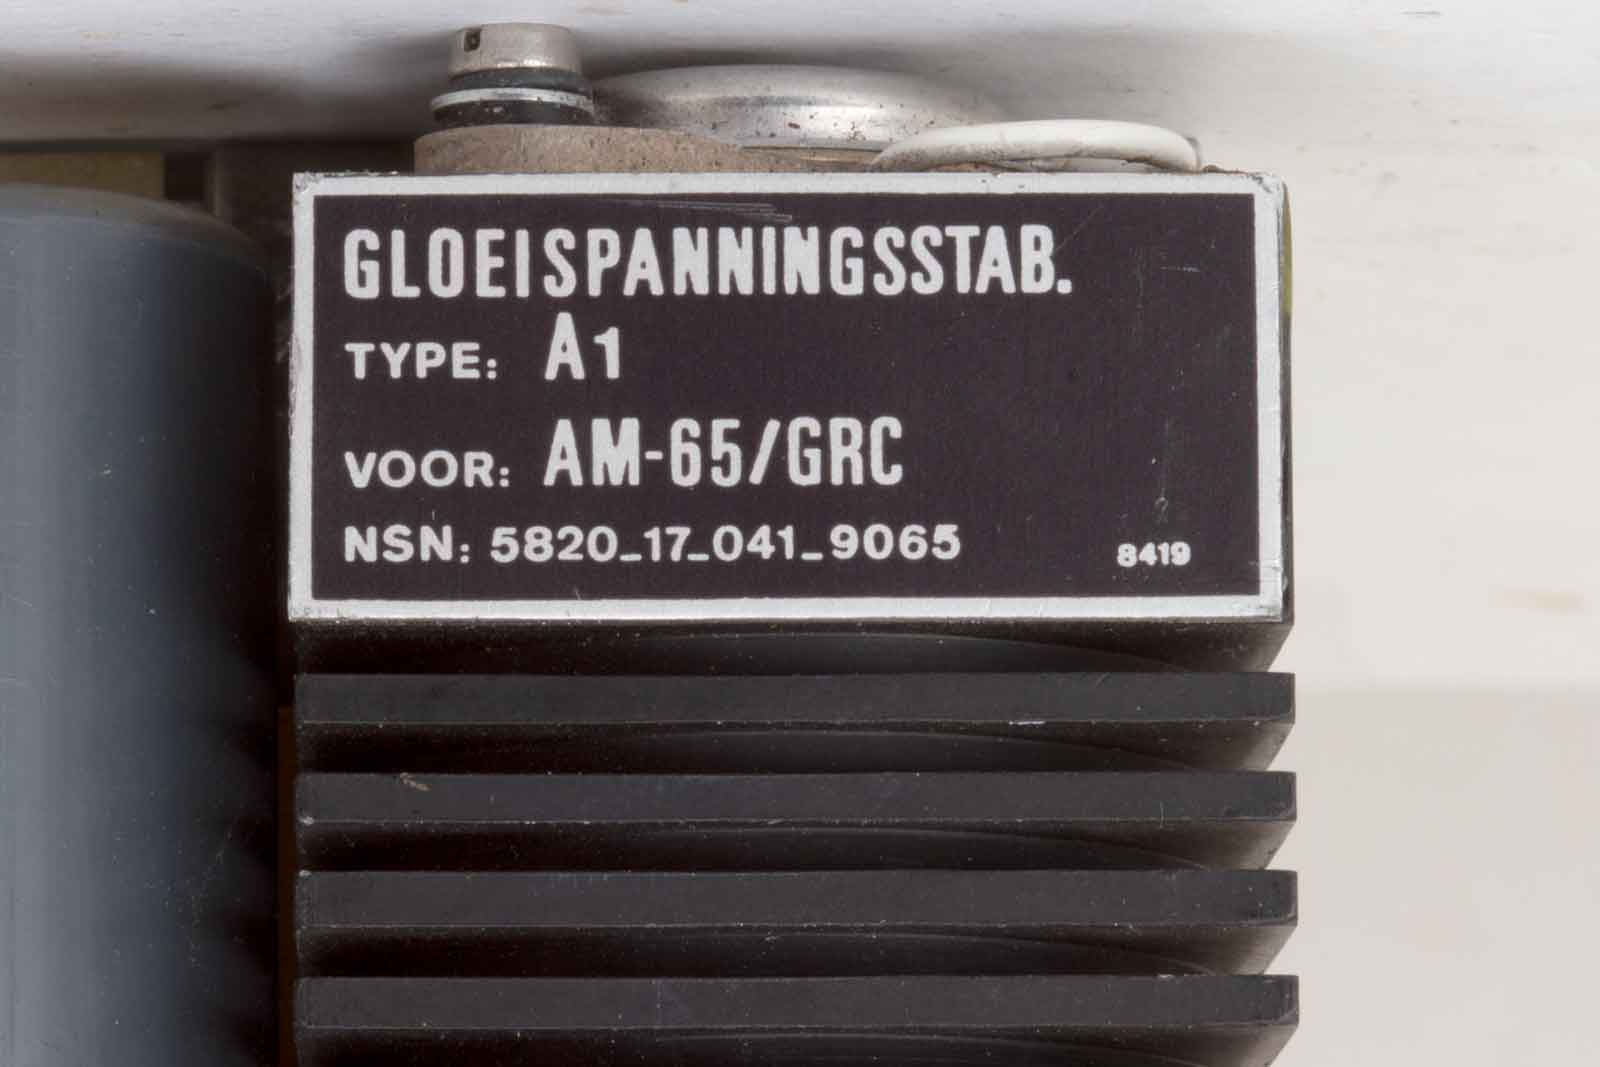 GLOEISPANNINGSSTAB.
TYPE: A1
VOOR: AM-65/GRC
NSN: 5820_17_041_9065 8419